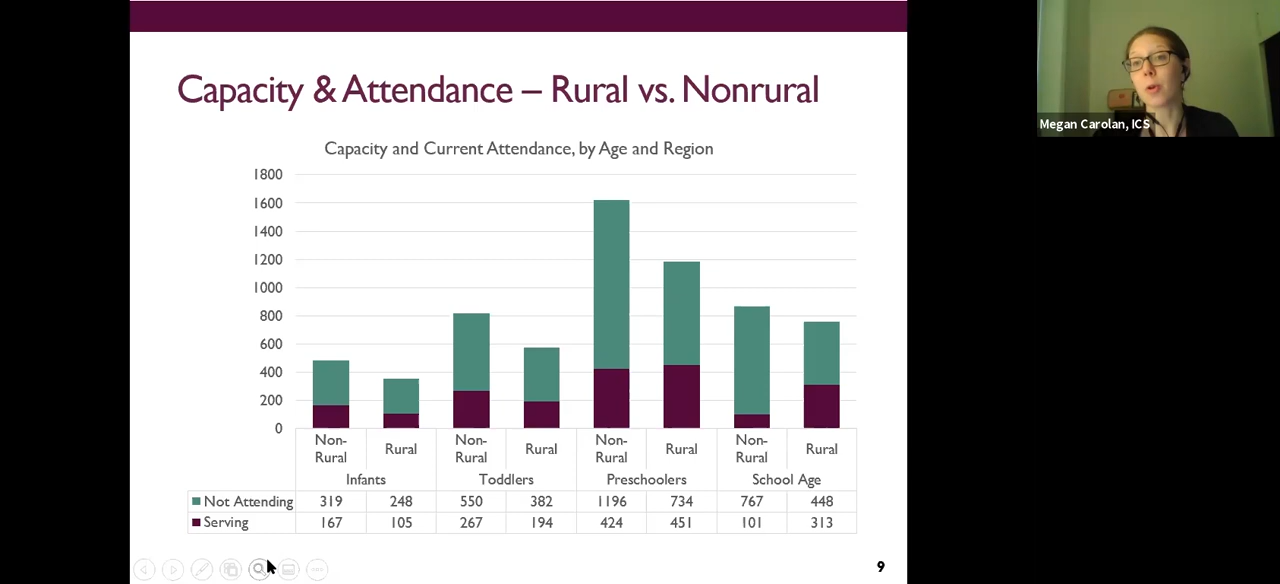 Capacity & Attendance – Rural vs. Nonrural
Megan Carolan, ICS
Capacity and Current Attendance, by Age and Region
1800
1600
1400
1200
1000
800
600
400
200
0
Non-Rural Rural Non-Rural Rural Non-Rural Rural Non-Rural Rural
Infants Toddlers Preschoolers School Age
Not Attending 319 248 550 382 1196 734 767 448
Serving 167 105 267 194 424 451 101 313
9